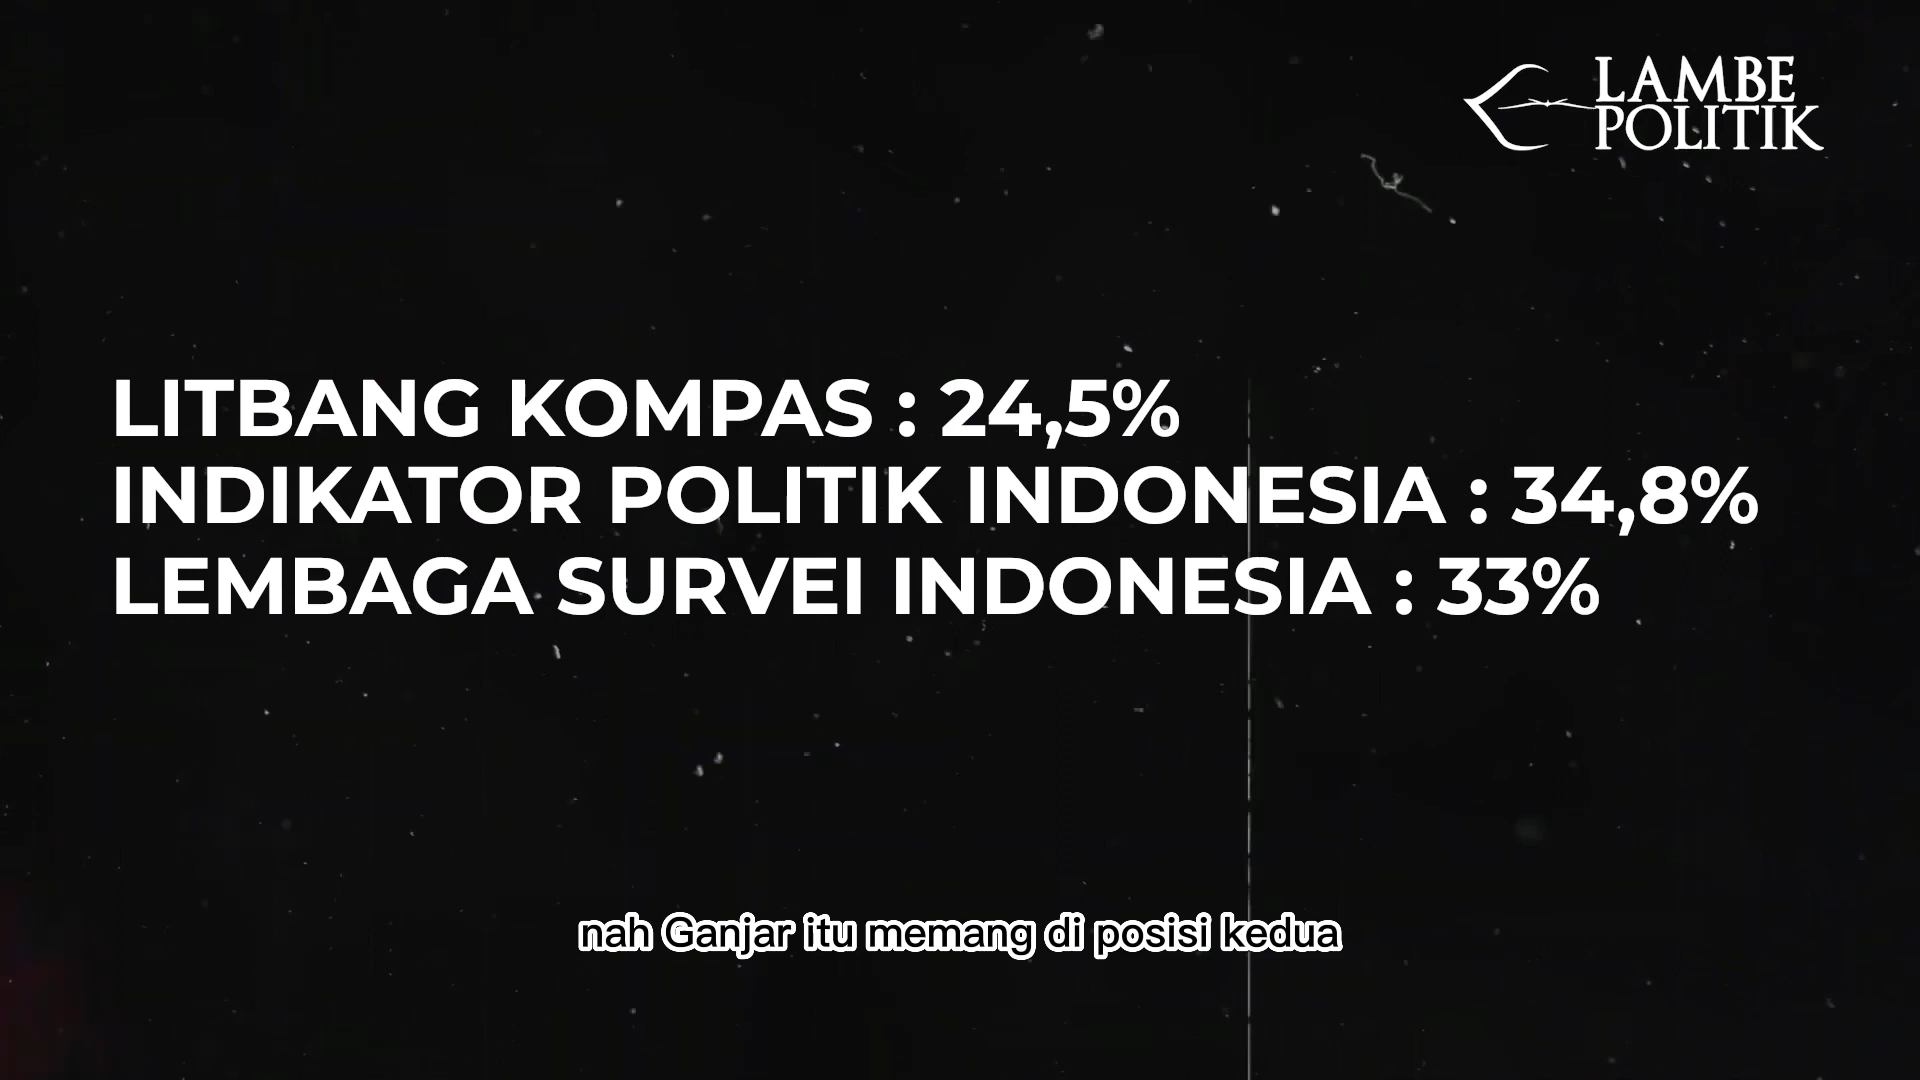 LAMBE
POLITIK
LITBANG KOMPAS : 24,5%
INDIKATOR POLITIK INDONESIA : 34,8%
LEMBAGA SURVEI INDONESIA : 33%
nah Ganjar itu memang di posisi kedua